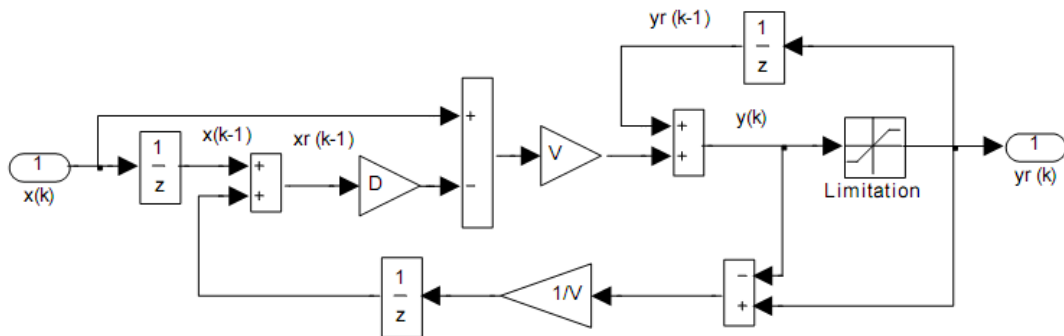 yr (k-1)
1
z
x(k-1)
xr (k-1)
y(k)
+
+
+
1
x(k)
1
z
+
+
D
−
V
Limitation
1
yr (k)
1
z
1/V
−
+